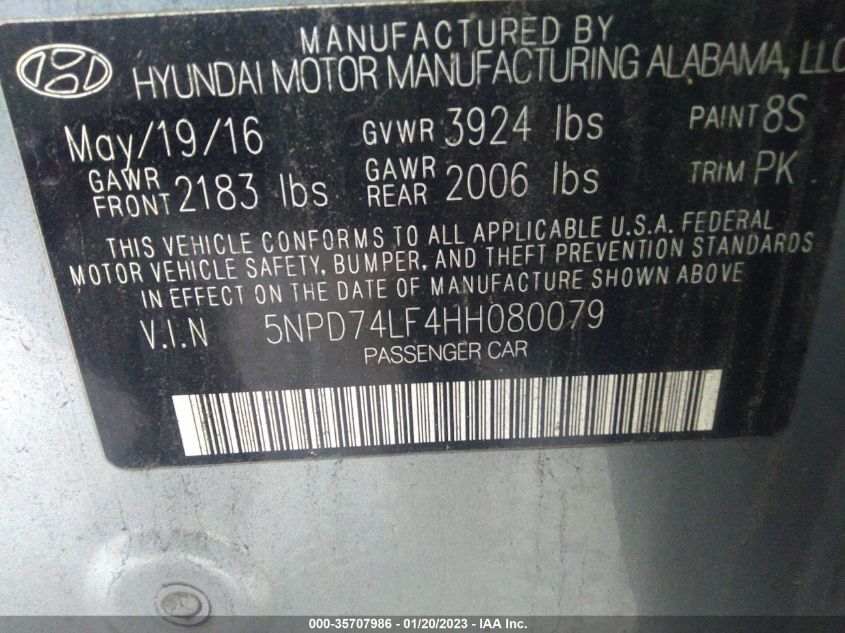 MANUFACTURED BY
HYUNDAI MOTOR MANUFACTURING ALABAMA, LLC
May/19/16 GVWR 3924 lbs PAINT 8S
GAWR FRONT 2183 lbs GAWR REAR 2006 lbs TRIM PK
THIS VEHICLE CONFORMS TO ALL APPLICABLE U.S.A. FEDERAL
MOTOR VEHICLE SAFETY, BUMPER, AND THEFT PREVENTION STANDARDS
IN EFFECT ON THE DATE OF MANUFACTURE SHOWN ABOVE
V.I.N 5NPD74LF4HH080079
PASSENGER CAR
000-35707986 - 01/20/2023 - IAA Inc.